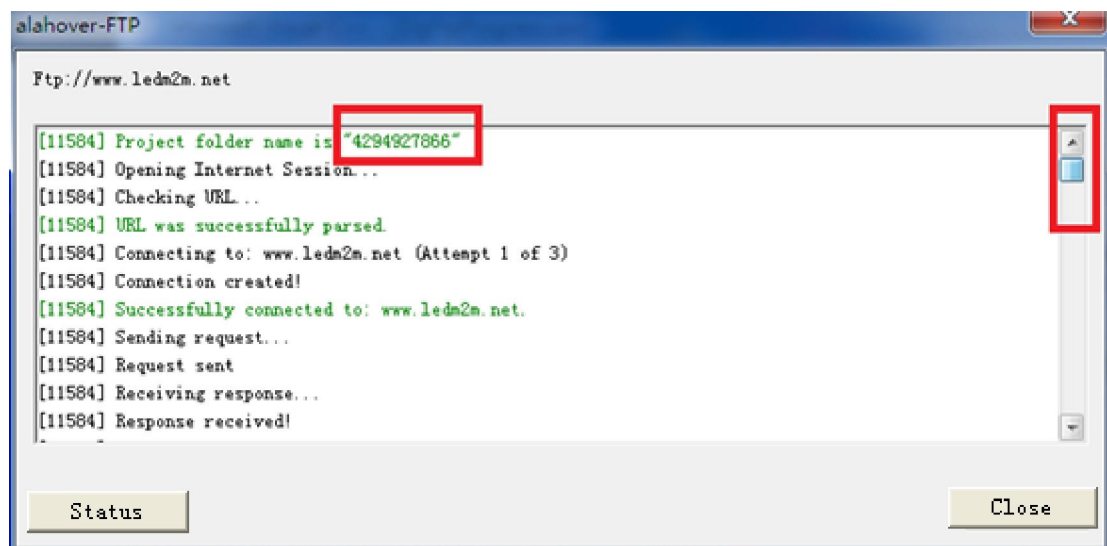 alahover-FTP
Ftp://www.ledm2m.net
[11584] Project folder name is "4294927866"
[11584] Opening Internet Session...
[11584] Checking URL...
[11584] URL was successfully parsed.
[11584] Connecting to: www.ledm2m.net (Attempt 1 of 3)
[11584] Connection created!
[11584] Successfully connected to: www.ledm2m.net.
[11584] Sending request...
[11584] Request sent
[11584] Receiving response...
[11584] Response received!
Status
Close